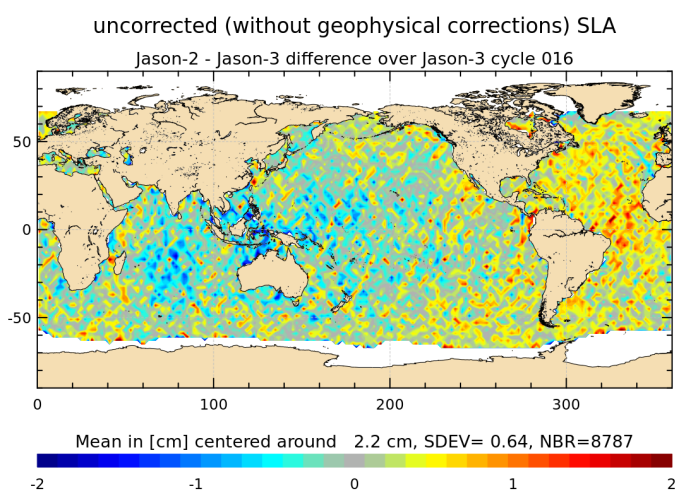 uncorrected (without geophysical corrections) SLA
Jason-2 - Jason-3 difference over Jason-3 cycle 016
50
0
-50
0 100 200 300
Mean in [cm] centered around 2.2 cm, SDEV= 0.64, NBR=8787
-2 -1 0 1 2